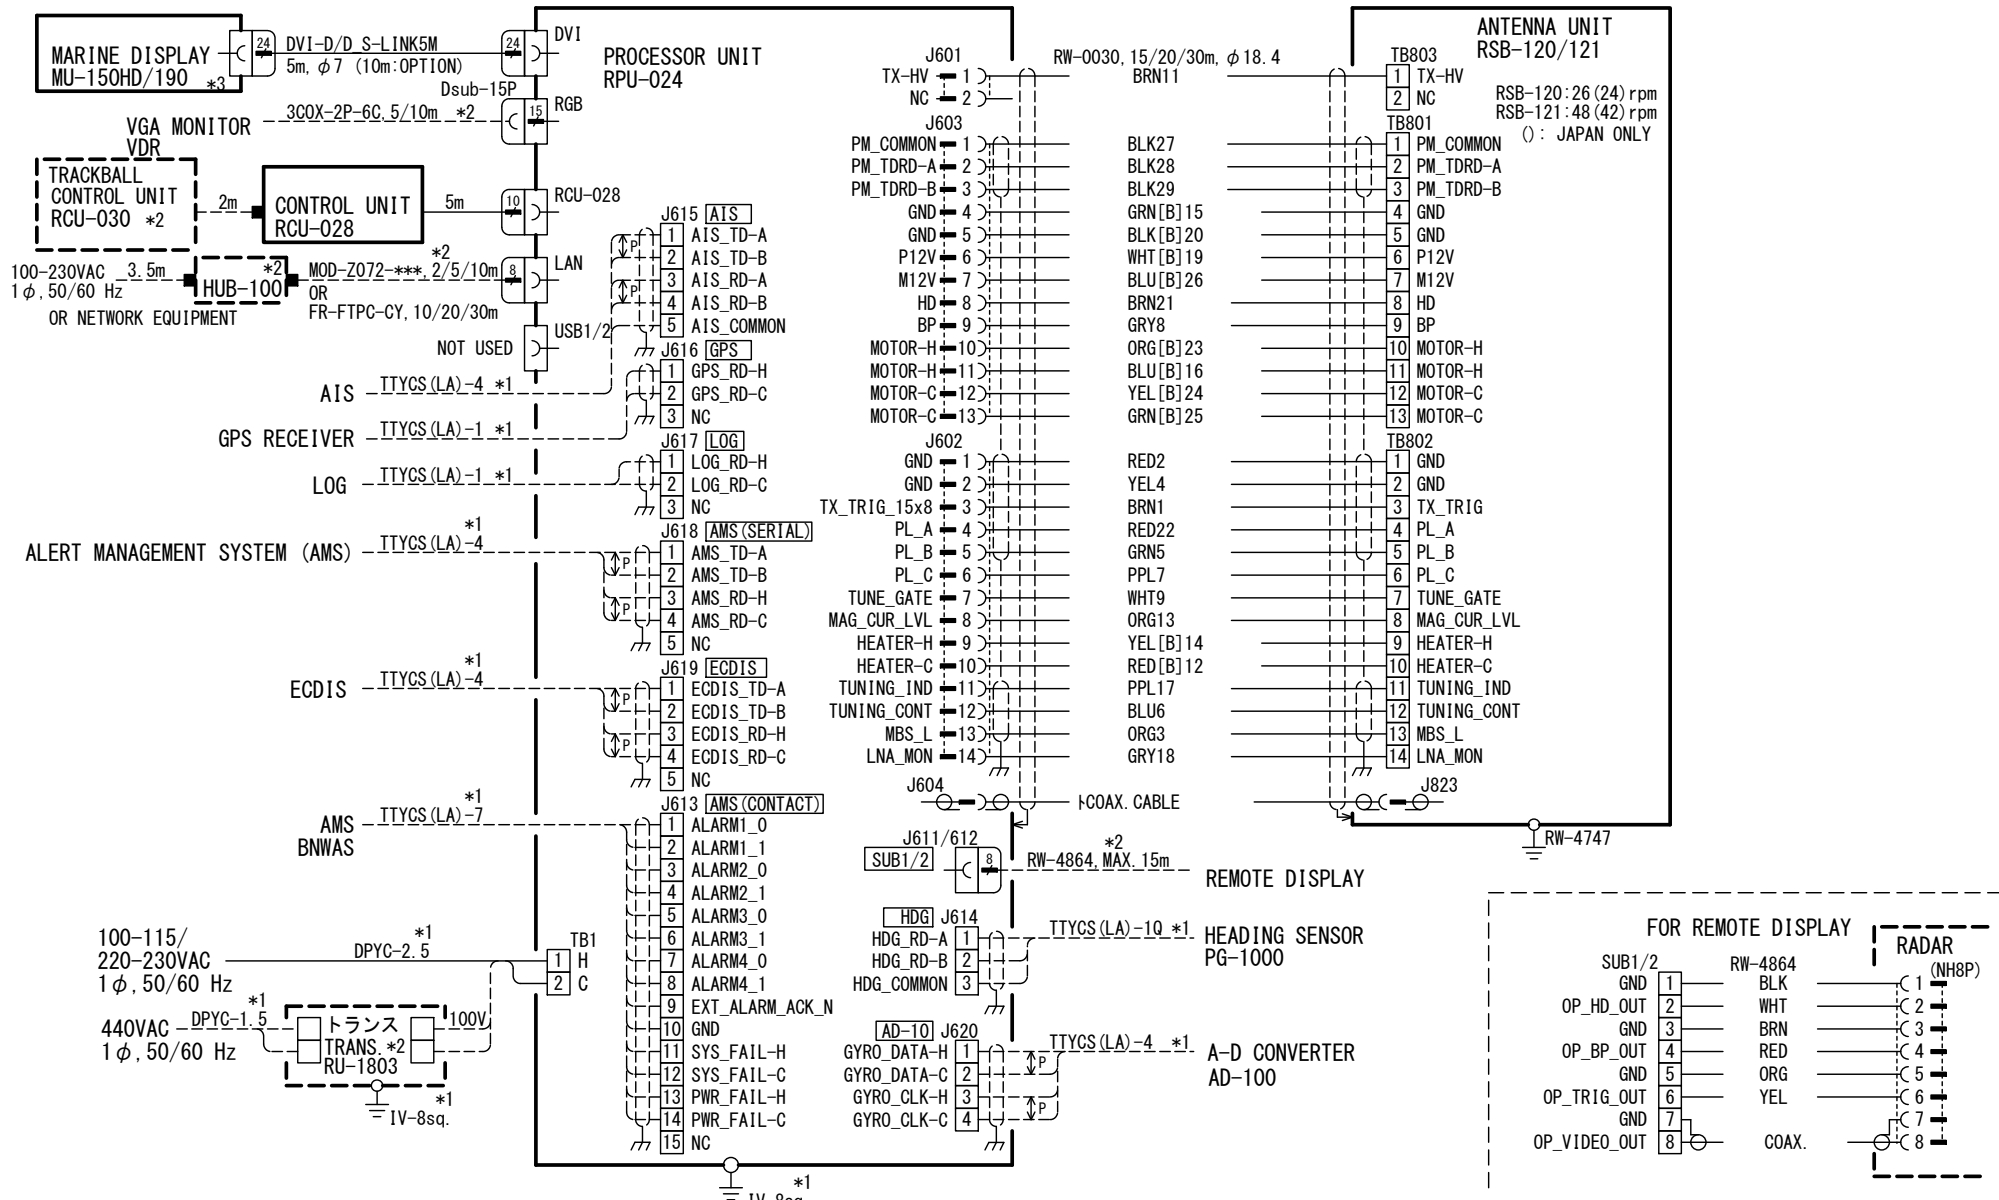 MARINE DISPLAY
MU-150HD/190
*3
24
DVI-D/D S-LINK5M
5m, φ7 (10m:OPTION)
24
DVI
Dsub-15P
VGA MONITOR
VDR
3COX-2P-6C, 5/10m *2
15
RGB
TRACKBALL
CONTROL UNIT
RCU-030 *2
2m
CONTROL UNIT
RCU-028
5m
10
RCU-028
100-230VAC
1φ, 50/60 Hz
3.5m
*2
HUB-100
*2
MOD-Z072-***, 2/5/10m
OR
FR-FTPC-CY, 10/20/30m
8
LAN
OR NETWORK EQUIPMENT
NOT USED
USB1/2
AIS
TTYCS(LA)-4 *1
GPS RECEIVER
TTYCS(LA)-1 *1
LOG
TTYCS(LA)-1 *1
ALERT MANAGEMENT SYSTEM (AMS)
*1
TTYCS(LA)-4
ECDIS
*1
TTYCS(LA)-4
AMS
BNWAS
*1
TTYCS(LA)-7
100-115/
220-230VAC
1φ, 50/60 Hz
*1
DPYC-2.5
TB1
1 H
2 C
440VAC
1φ, 50/60 Hz
*1
DPYC-1.5
トランス
TRANS. *2
RU-1803
100V
*1
IV-8sq.
PROCESSOR UNIT
RPU-024
J615 AIS
1 AIS_TD-A
2 AIS_TD-B
3 AIS_RD-A
4 AIS_RD-B
5 AIS_COMMON
P
P
J616 GPS
1 GPS_RD-H
2 GPS_RD-C
3 NC
J617 LOG
1 LOG_RD-H
2 LOG_RD-C
3 NC
J618 AMS(SERIAL)
1 AMS_TD-A
2 AMS_TD-B
3 AMS_RD-H
4 AMS_RD-C
5 NC
P
P
J619 ECDIS
1 ECDIS_TD-A
2 ECDIS_TD-B
3 ECDIS_RD-H
4 ECDIS_RD-C
5 NC
P
P
J613 AMS(CONTACT)
1 ALARM1_0
2 ALARM1_1
3 ALARM2_0
4 ALARM2_1
5 ALARM3_0
6 ALARM3_1
7 ALARM4_0
8 ALARM4_1
9 EXT_ALARM_ACK_N
10 GND
11 SYS_FAIL-H
12 SYS_FAIL-C
13 PWR_FAIL-H
14 PWR_FAIL-C
15 NC
*1
IV-8sq.
RW-0030, 15/20/30m, φ18.4
ANTENNA UNIT
RSB-120/121
RSB-120:26(24)rpm
RSB-121:48(42)rpm
(): JAPAN ONLY
J601 TB803
TX-HV 1 BRN11 1 TX-HV
NC 2 2 NC
J603 TB801
PM_COMMON 1 BLK27 1 PM_COMMON
PM_TDRD-A 2 BLK28 2 PM_TDRD-A
PM_TDRD-B 3 BLK29 3 PM_TDRD-B
GND 4 GRN[B]15 4 GND
GND 5 BLK[B]20 5 GND
P12V 6 WHT[B]19 6 P12V
M12V 7 BLU[B]26 7 M12V
HD 8 BRN21 8 HD
BP 9 GRY8 9 BP
MOTOR-H 10 ORG[B]23 10 MOTOR-H
MOTOR-H 11 BLU[B]16 11 MOTOR-H
MOTOR-C 12 YEL[B]24 12 MOTOR-C
MOTOR-C 13 GRN[B]25 13 MOTOR-C
J602 TB802
GND 1 RED2 1 GND
GND 2 YEL4 2 GND
TX_TRIG_15x8 3 BRN1 3 TX_TRIG
PL_A 4 RED22 4 PL_A
PL_B 5 GRN5 5 PL_B
PL_C 6 PPL7 6 PL_C
TUNE_GATE 7 WHT9 7 TUNE_GATE
MAG_CUR_LVL 8 ORG13 8 MAG_CUR_LVL
HEATER-H 9 YEL[B]14 9 HEATER-H
HEATER-C 10 RED[B]12 10 HEATER-C
TUNING_IND 11 PPL17 11 TUNING_IND
TUNING_CONT 12 BLU6 12 TUNING_CONT
MBS_L 13 ORG3 13 MBS_L
LNA_MON 14 GRY18 14 LNA_MON
J604 COAX. CABLE J823
RW-4747
J611/612
SUB1/2
8
*2
RW-4864, MAX. 15m
REMOTE DISPLAY
HDG J614
HDG_RD-A 1
HDG_RD-B 2
HDG_COMMON 3
TTYCS(LA)-1Q *1
HEADING SENSOR
PG-1000
AD-10 J620
GYRO_DATA-H 1
GYRO_DATA-C 2
GYRO_CLK-H 3
GYRO_CLK-C 4
P
P
TTYCS(LA)-4 *1
A-D CONVERTER
AD-100
FOR REMOTE DISPLAY
RADAR
(NH8P)
SUB1/2 RW-4864
GND 1 BLK 1
OP_HD_OUT 2 WHT 2
GND 3 BRN 3
OP_BP_OUT 4 RED 4
GND 5 ORG 5
OP_TRIG_OUT 6 YEL 6
GND 7 7
OP_VIDEO_OUT 8 COAX. 8